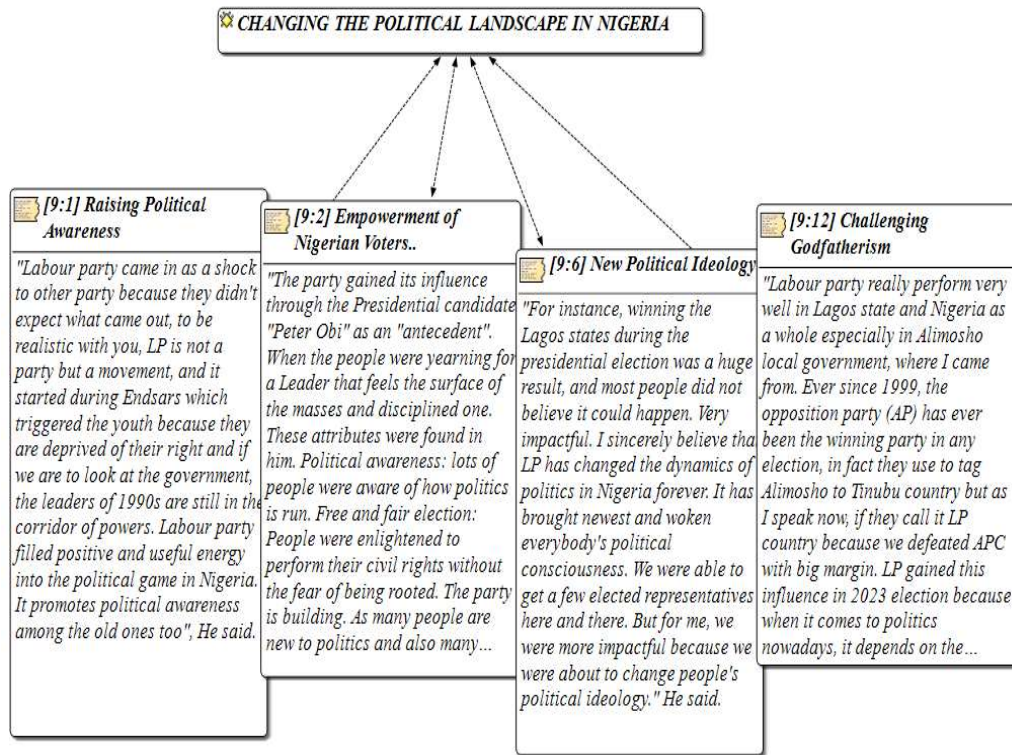 CHANGING THE POLITICAL LANDSCAPE IN NIGERIA
[9:1] Raising Political
Awareness
"Labour party came in as a shock
to other party because they didn't
expect what came out, to be
realistic with you, LP is not a
party but a movement, and it
started during Endsars which
triggered the youth because they
are deprived of their right and if
we are to look at the government,
the leaders of 1990s are still in the
corridor of powers. Labour party
filled positive and useful energy
into the political game in Nigeria.
It promotes political awareness
among the old ones too", He said.
[9:2] Empowerment of
Nigerian Voters..
"The party gained its influence
through the Presidential candidate
"Peter Obi" as an "antecedent".
When the people were yearning for
a Leader that feels the surface of
the masses and disciplined one.
These attributes were found in
him. Political awareness: lots of
people were aware of how politics
is run. Free and fair election:
People were enlightened to
perform their civil rights without
the fear of being rooted. The party
is building. As many people are
new to politics and also many...
[9:6] New Political Ideology
"For instance, winning the
Lagos states during the
presidential election was a huge
result, and most people did not
believe it could happen. Very
impactful. I sincerely believe tha
LP has changed the dynamics of
politics in Nigeria forever. It has
brought newest and woken
everybody's political
consciousness. We were able to
get a few elected representatives
here and there. But for me, we
were more impactful because we
were about to change people's
political ideology." He said.
[9:12] Challenging
Godfatherism
"Labour party really perform very
well in Lagos state and Nigeria as
a whole especially in Alimosho
local government, where I came
from. Ever since 1999, the
opposition party (AP) has ever
been the winning party in any
election, in fact they use to tag
Alimosho to Tinubu country but as
I speak now, if they call it LP
country because we defeated APC
with big margin. LP gained this
influence in 2023 election because
when it comes to politics
nowadays, it depends on the...